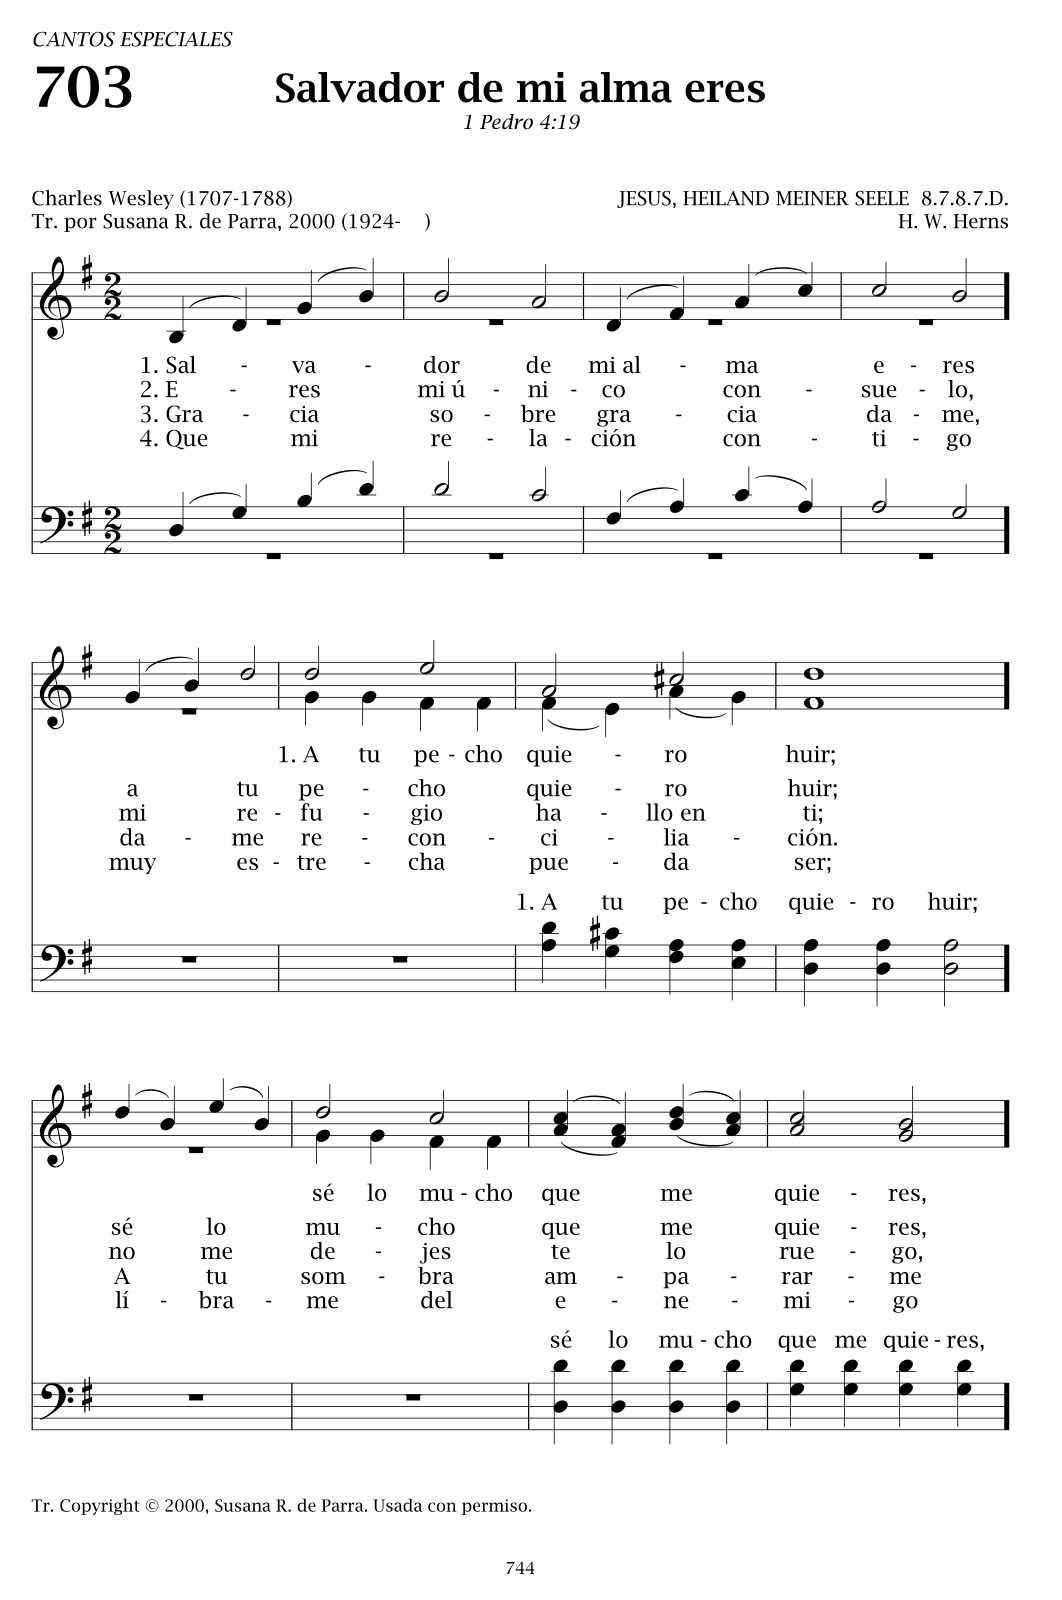 CANTOS ESPECIALES
703 Salvador de mi alma eres
1 Pedro 4:19
Charles Wesley (1707-1788) JESUS, HEILAND MEINER SEELE 8.7.8.7.D.
Tr. por Susana R. de Parra, 2000 (1924- ) H. W. Herns
1. Sal - va - dor de mi al - ma e - res
2. E - res mi ú - ni - co con - sue - lo,
3. Gra - cia so - bre gra - cia da - me,
4. Que mi re - la - ción con - ti - go
1. A tu pe - cho quie - ro huir;
a tu pe - cho quie - ro huir;
mi re - fu - gio ha - llo en ti;
da - me re - con - ci - lia - ción.
muy es - tre - cha pue - da ser;
1. A tu pe - cho quie - ro huir;
sé lo mu - cho que me quie - res,
sé lo mu - cho que me quie - res,
no me de - jes te lo rue - go,
A tu som - bra am - pa - rar - me
lí - bra - me del e - ne - mi - go
sé lo mu - cho que me quie - res,
Tr. Copyright © 2000, Susana R. de Parra. Usada con permiso.
744